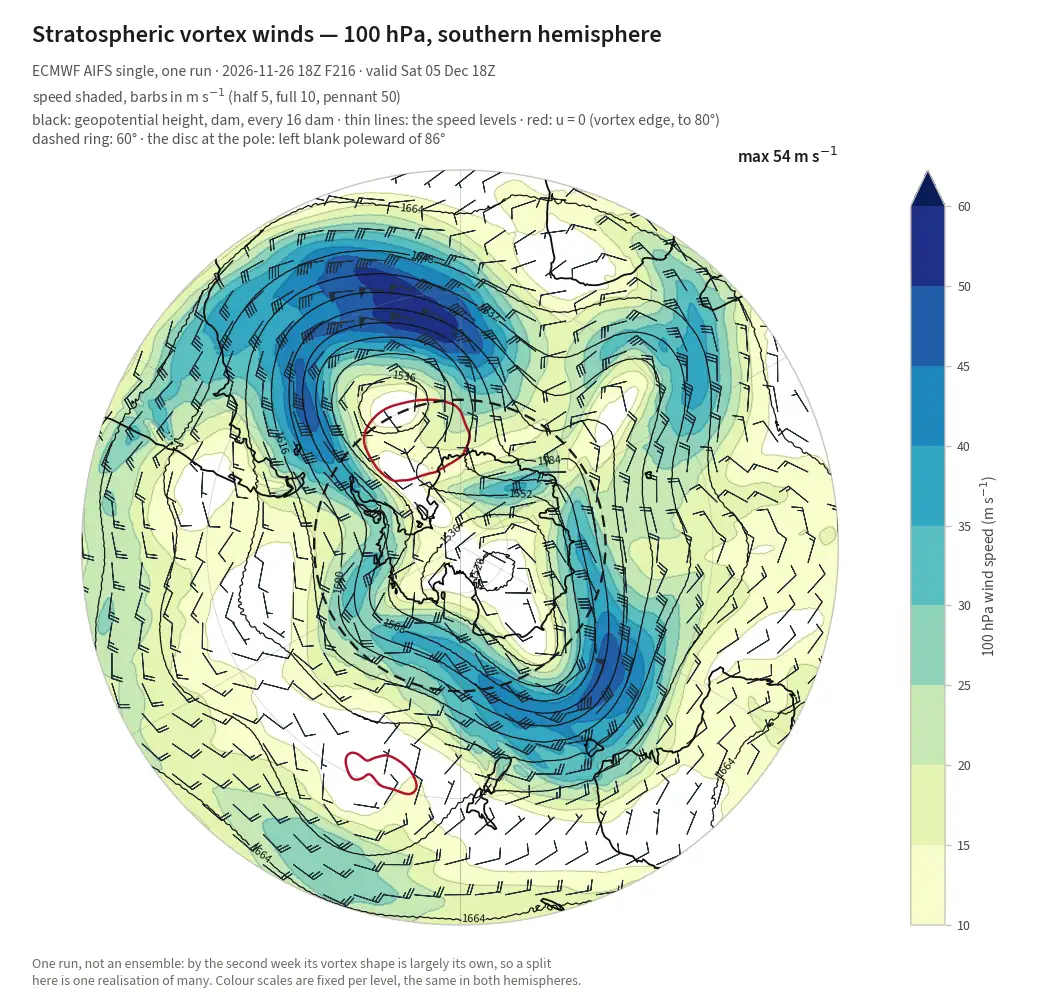 Stratospheric vortex winds — 100 hPa, southern hemisphere
ECMWF AIFS single, one run · 2026-11-26 18Z F216 · valid Sat 05 Dec 18Z
speed shaded, barbs in m s⁻¹ (half 5, full 10, pennant 50)
black: geopotential height, dam, every 16 dam · thin lines: the speed levels · red: u = 0 (vortex edge, to 80°)
dashed ring: 60° · the disc at the pole: left blank poleward of 86°
max 54 m s⁻¹
1664
1648
1632
1536
1616
1584
1552
1536
1600
1568
1664
1664
1664
60
50
45
40
35
30
25
20
15
10
100 hPa wind speed (m s⁻¹)
One run, not an ensemble: by the second week its vortex shape is largely its own, so a split
here is one realisation of many. Colour scales are fixed per level, the same in both hemispheres.